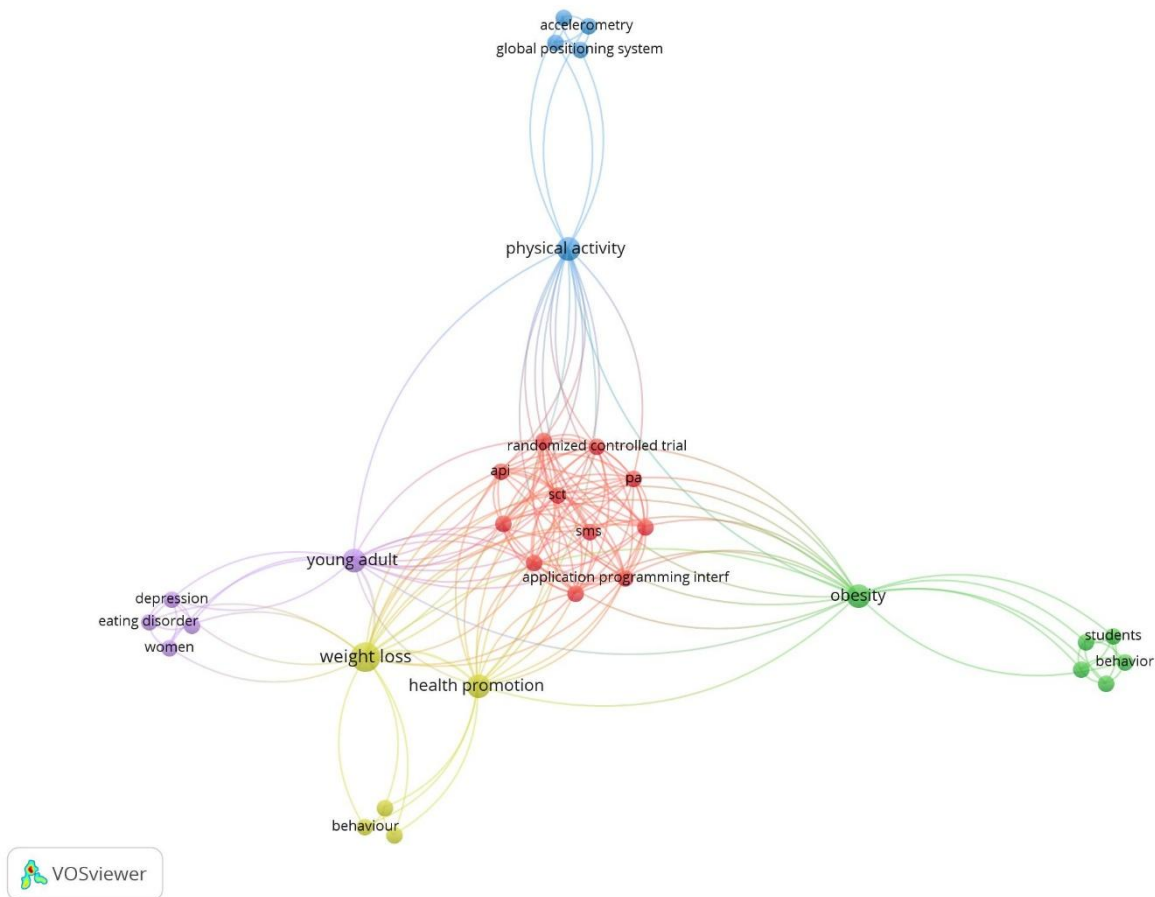 accelerometry
global positioning system
physical activity
randomized controlled trial
api
pa
sct
sms
young adult
application programming interf
obesity
depression
eating disorder
women
students
weight loss
behavior
health promotion
behaviour
VOSviewer